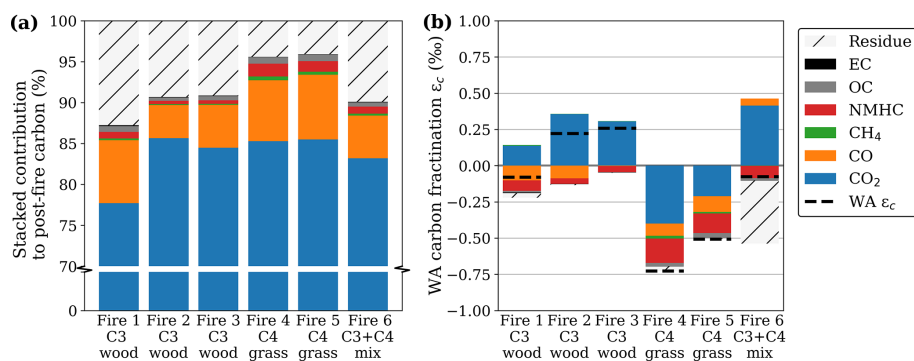 (a)
Stacked contribution
to post-fire carbon (%)
100
95
90
85
80
75
70
0
Fire 1
C3
wood
Fire 2
C3
wood
Fire 3
C3
wood
Fire 4
C4
grass
Fire 5
C4
grass
Fire 6
C3+C4
mix
(b)
WA carbon fractination ε꜀ (‰)
1.00
0.75
0.50
0.25
0.00
−0.25
−0.50
−0.75
−1.00
Fire 1
C3
wood
Fire 2
C3
wood
Fire 3
C3
wood
Fire 4
C4
grass
Fire 5
C4
grass
Fire 6
C3+C4
mix
Residue
EC
OC
NMHC
CH₄
CO
CO₂
WA ε꜀